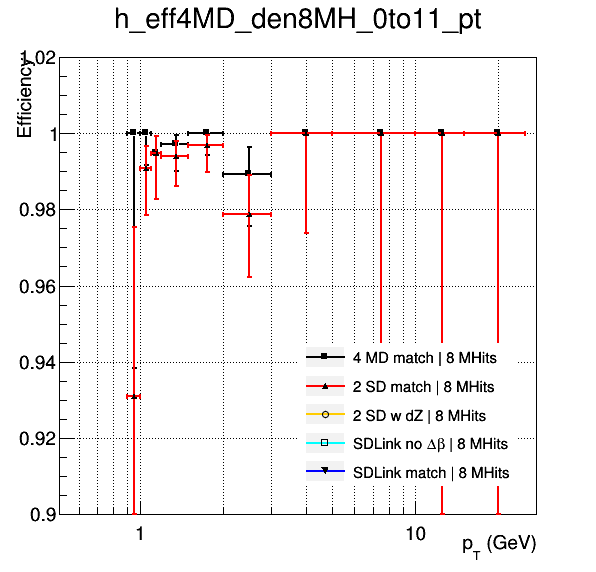 h_eff4MD_den8MH_0to11_pt
Efficiency
1.02
1
0.98
0.96
0.94
0.92
0.9
4 MD match | 8 MHits
2 SD match | 8 MHits
2 SD w dZ | 8 MHits
SDLink no Δβ | 8 MHits
SDLink match | 8 MHits
1
10
p_T (GeV)